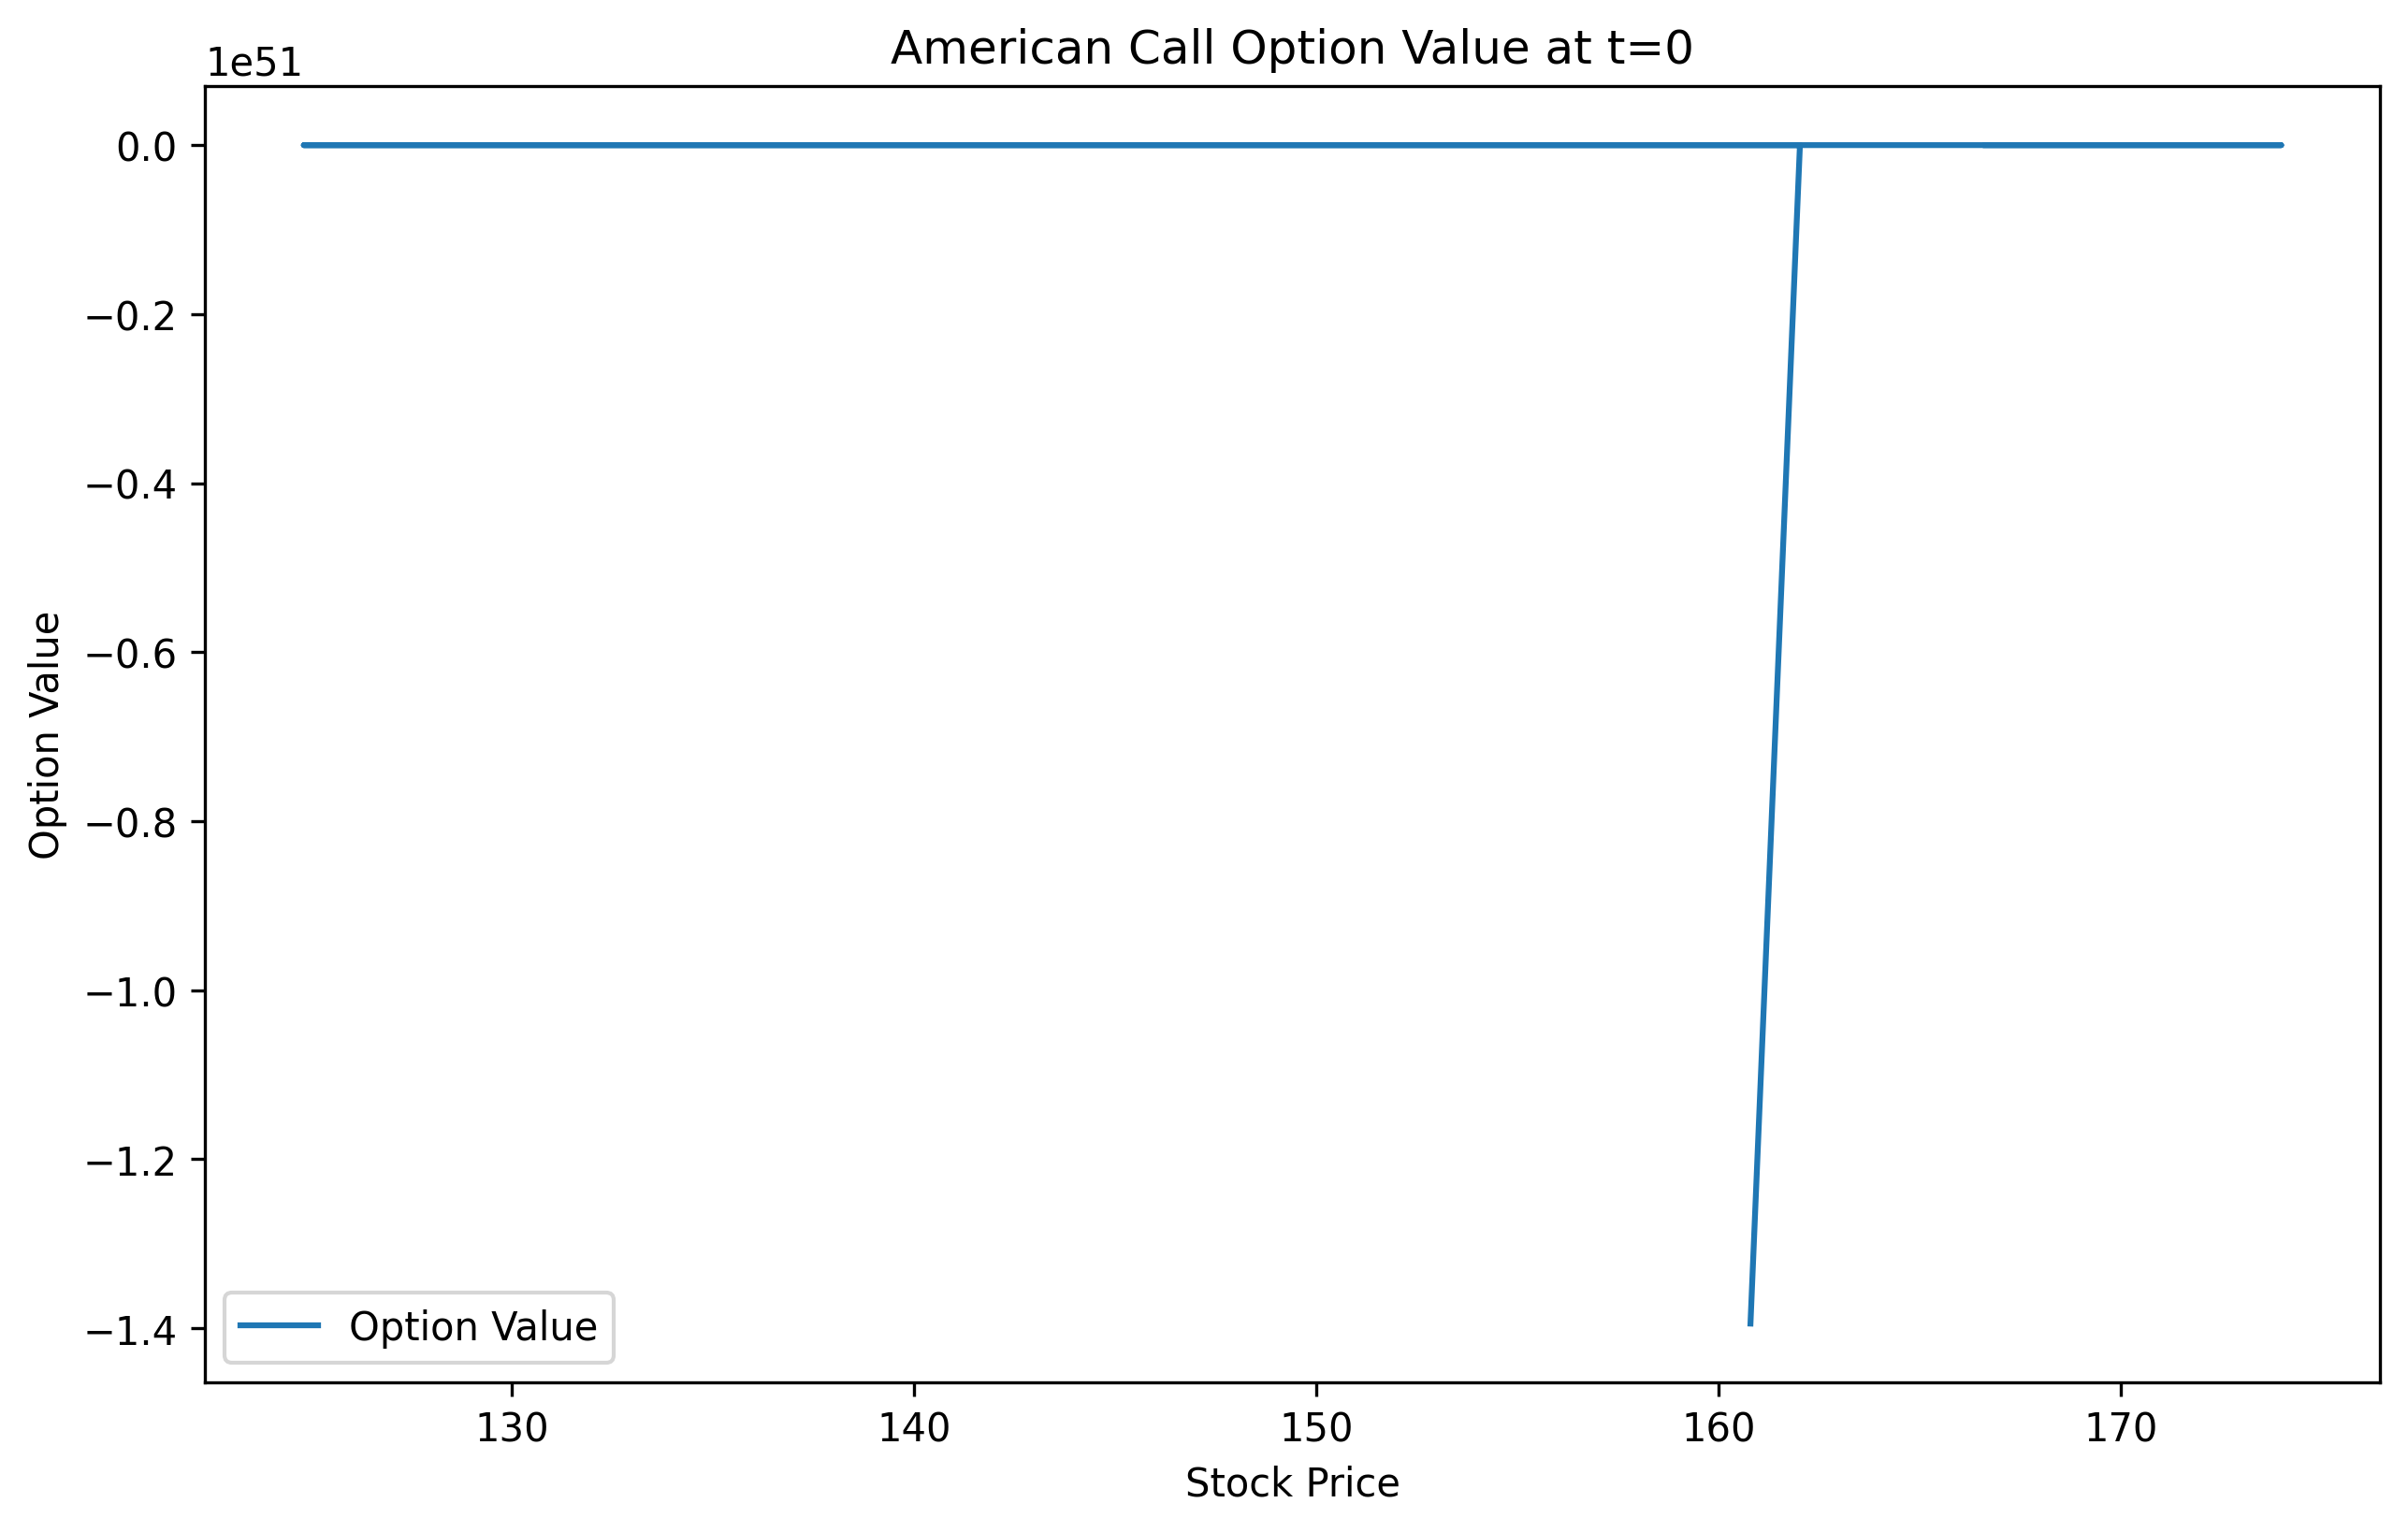 American Call Option Value at t=0
1e51
0.0
−0.2
−0.4
−0.6
−0.8
−1.0
−1.2
−1.4
Option Value
Option Value
130
140
150
160
170
Stock Price